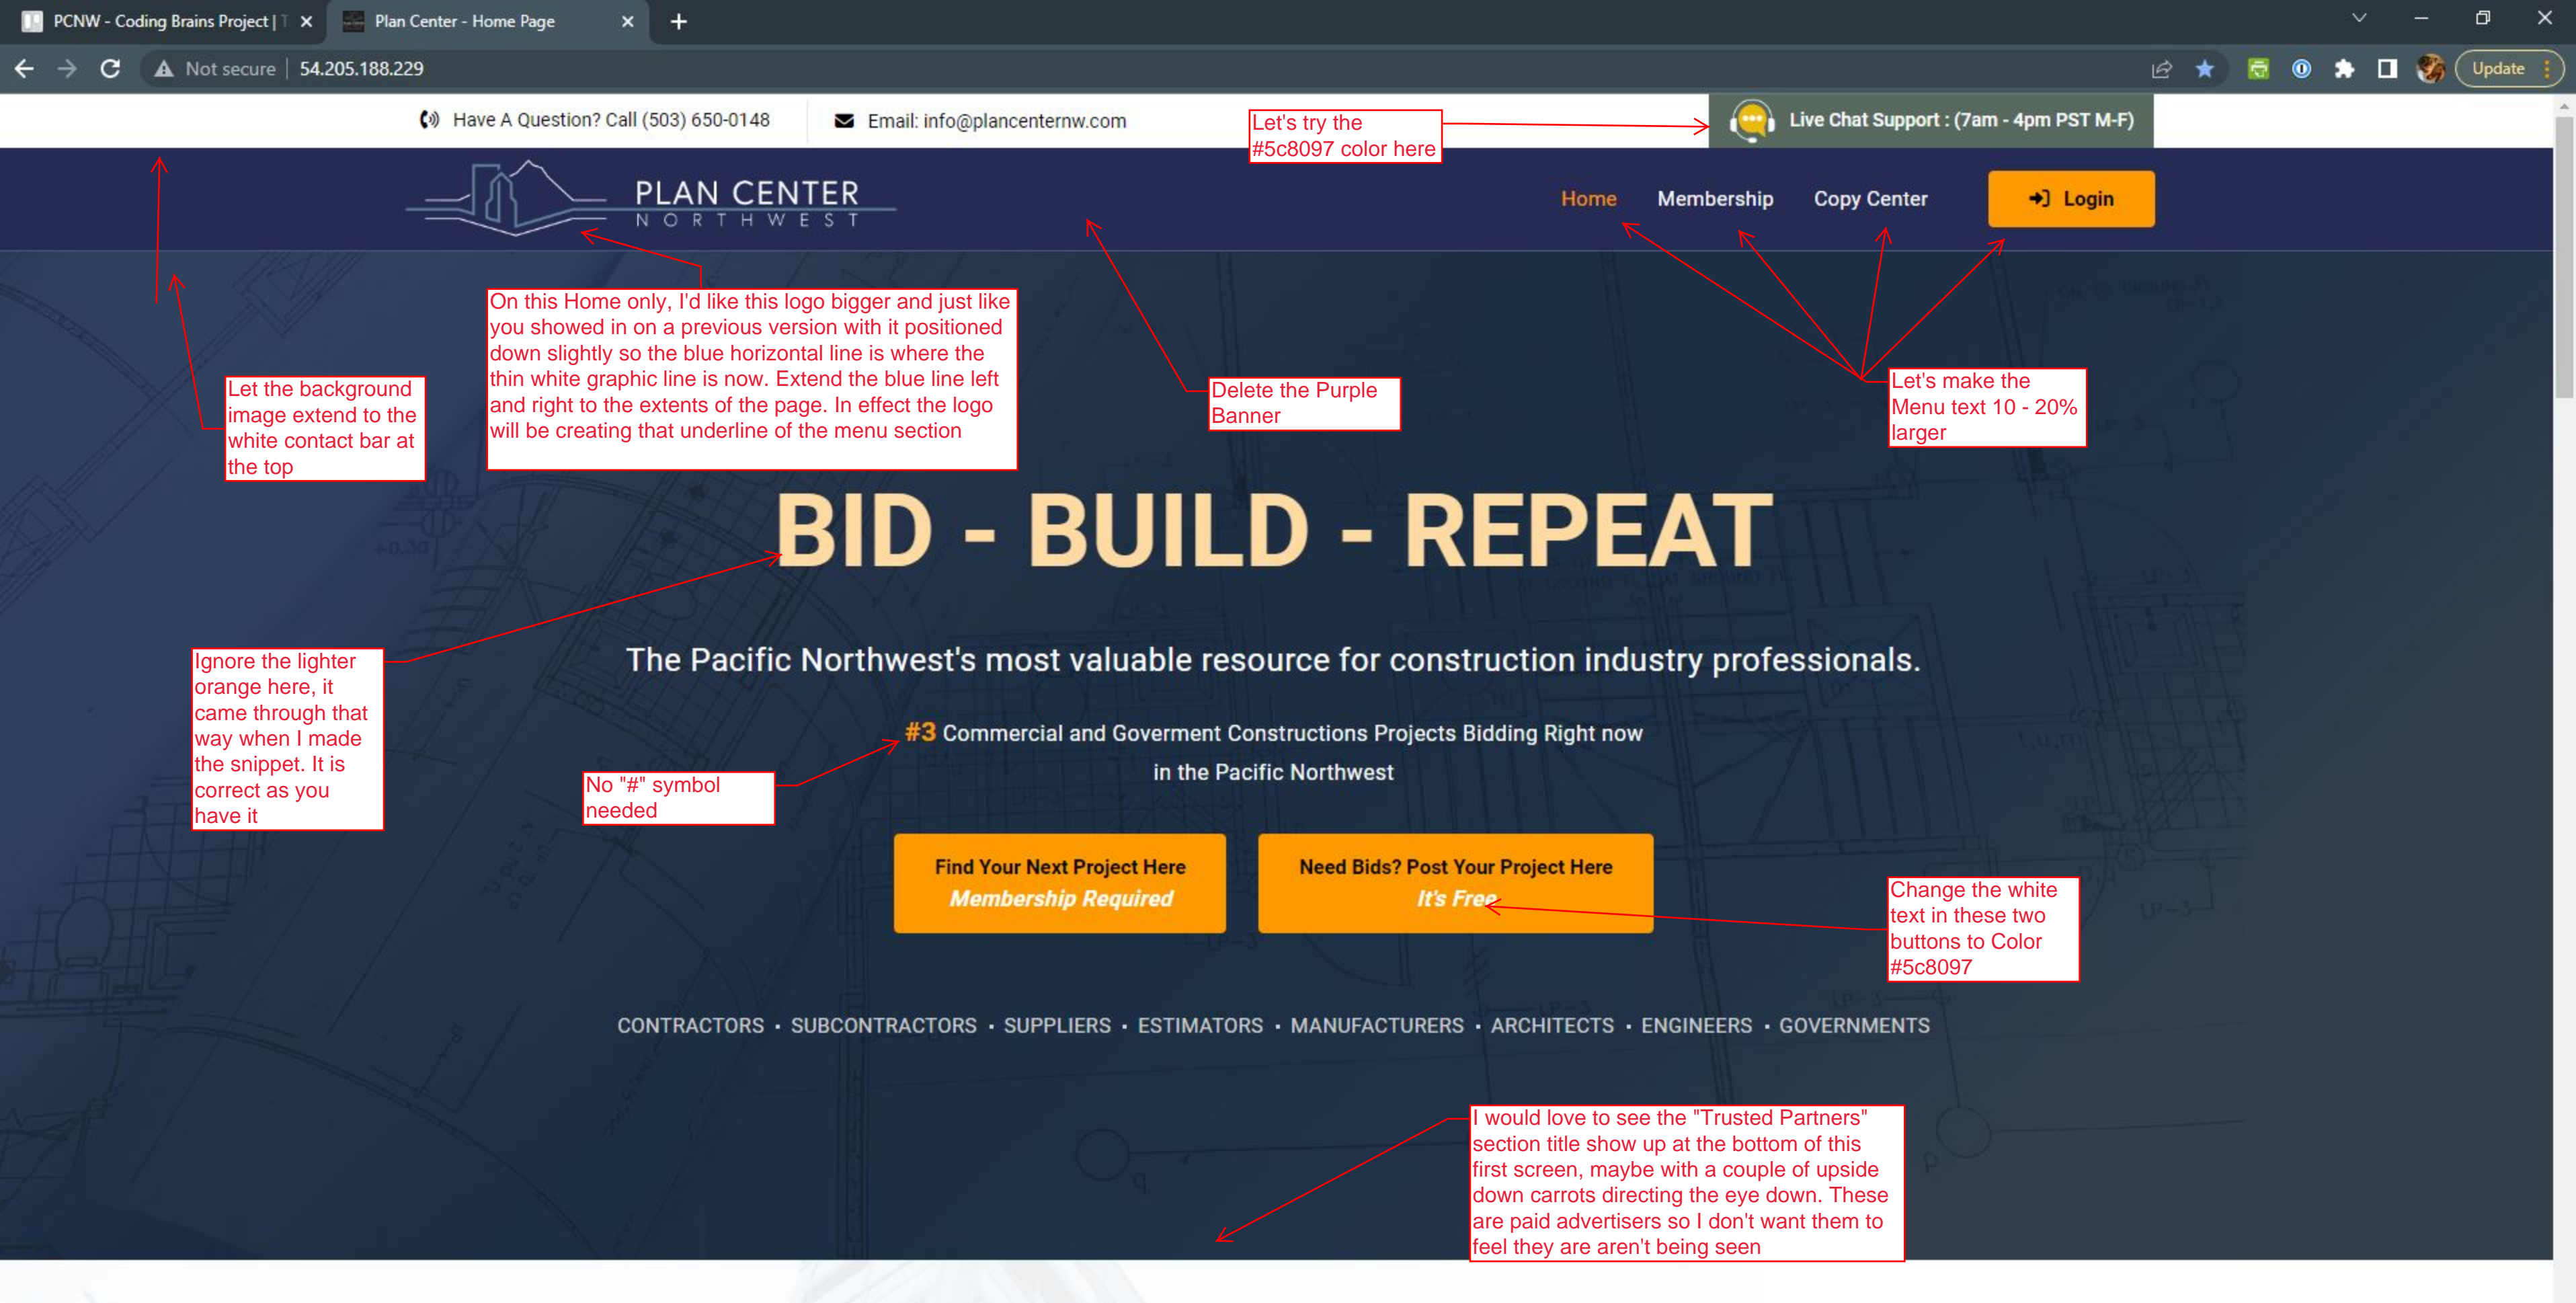 PCNW - Coding Brains Project | T
Plan Center - Home Page
Not secure | 54.205.188.229
Update
Have A Question? Call (503) 650-0148
Email: info@plancenternw.com
Let's try the
#5c8097 color here
Live Chat Support : (7am - 4pm PST M-F)
PLAN CENTER
NORTHWEST
Home
Membership
Copy Center
Login
On this Home only, I'd like this logo bigger and just like
you showed in on a previous version with it positioned
down slightly so the blue horizontal line is where the
thin white graphic line is now. Extend the blue line left
and right to the extents of the page. In effect the logo
will be creating that underline of the menu section
Let the background
image extend to the
white contact bar at
the top
Delete the Purple
Banner
Let's make the
Menu text 10 - 20%
larger
BID - BUILD - REPEAT
+0.30
The Pacific Northwest's most valuable resource for construction industry professionals.
Ignore the lighter
orange here, it
came through that
way when I made
the snippet. It is
correct as you
have it
#3 Commercial and Goverment Constructions Projects Bidding Right now
in the Pacific Northwest
No "#" symbol
needed
Find Your Next Project Here
Membership Required
Need Bids? Post Your Project Here
It's Free
Change the white
text in these two
buttons to Color
#5c8097
CONTRACTORS · SUBCONTRACTORS · SUPPLIERS · ESTIMATORS · MANUFACTURERS · ARCHITECTS · ENGINEERS · GOVERNMENTS
I would love to see the "Trusted Partners"
section title show up at the bottom of this
first screen, maybe with a couple of upside
down carrots directing the eye down. These
are paid advertisers so I don't want them to
feel they are aren't being seen